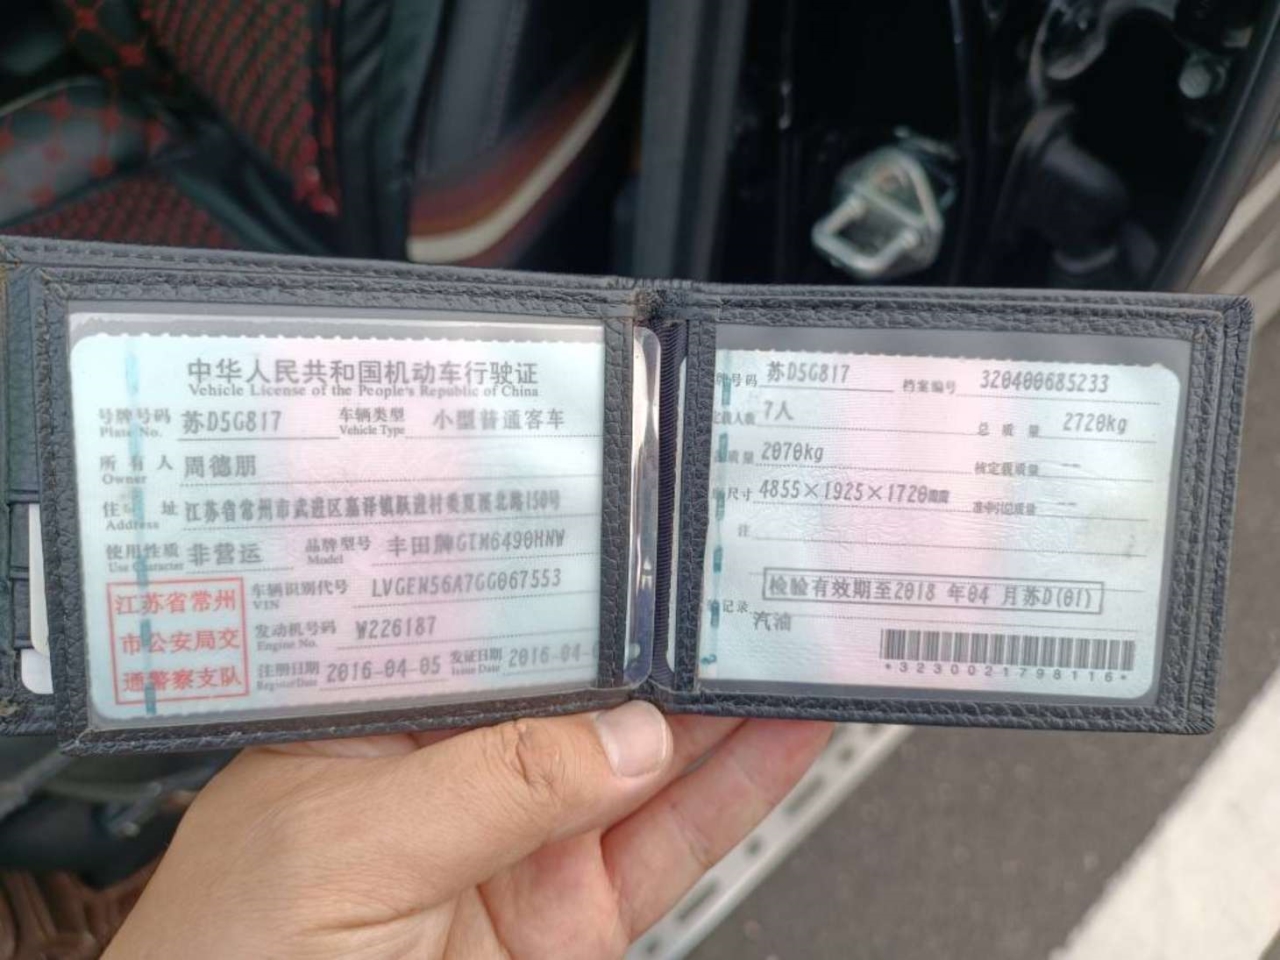 中华人民共和国机动车行驶证
Vehicle License of the People's Republic of China
号牌号码 苏D5G817 车辆类型 小型普通客车
Plate No. Vehicle Type
所有人 周德朋
Owner
住址 江苏省常州市武进区嘉泽镇跃进村委夏溪北路150号
Address
使用性质 非营运 品牌型号 丰田牌GTM6490HNW
Use Character Model
江苏省常州
市公安局交
通警察支队
车辆识别代号 LVGEN56A7GG067553
VIN
发动机号码 W226187
Engine No.
注册日期 2016-04-05 发证日期 2016-04-
Register Date Issue Date
牌号码 苏D5G817 档案编号 320400685233
定载人数 7人 总质量 2720kg
质量 2070kg 核定载质量 --
尺寸 4855×1925×1720mm 准牵引总质量 --
注
检验有效期至2018年04月苏D(01)
记录
汽油
*3230021798116*